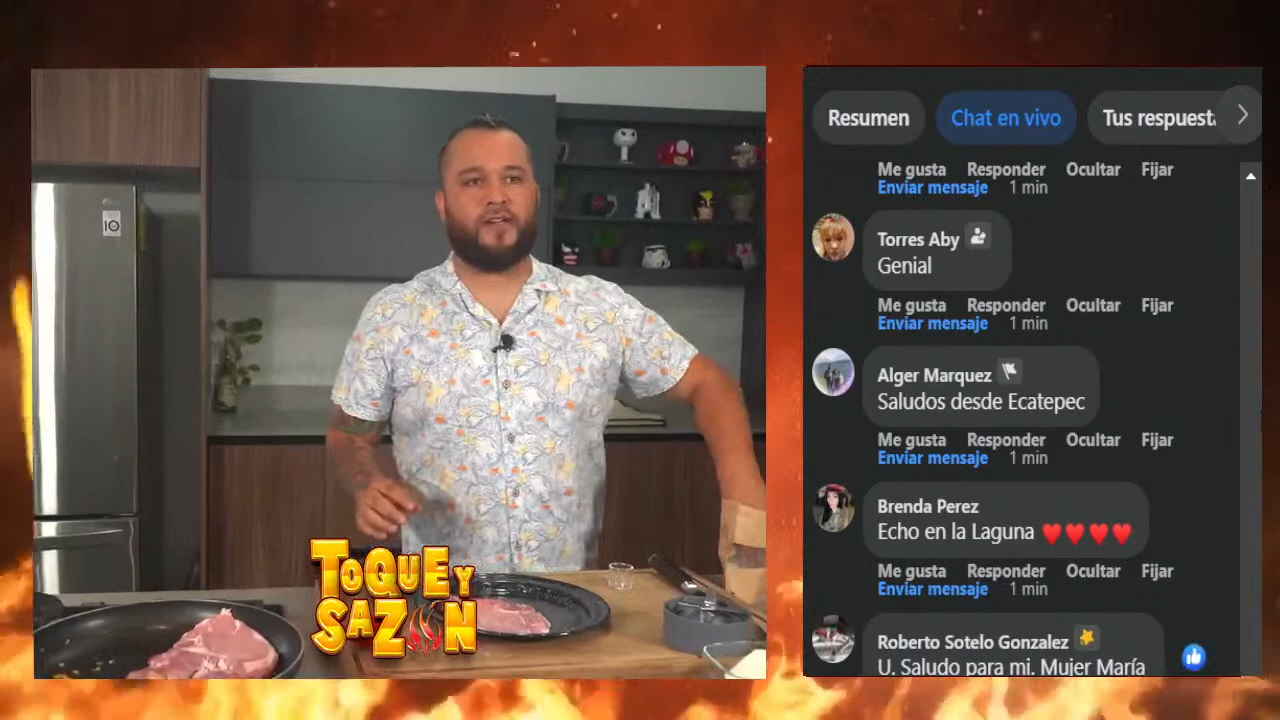 LG
10
TOQUE Y
SAZON
Resumen
Chat en vivo
Tus respuest
Me gusta Responder Ocultar Fijar
Enviar mensaje 1 min
Torres Aby
Genial
Me gusta Responder Ocultar Fijar
Enviar mensaje 1 min
Alger Marquez
Saludos desde Ecatepec
Me gusta Responder Ocultar Fijar
Enviar mensaje 1 min
Brenda Perez
Echo en la Laguna ♥♥♥♥
Me gusta Responder Ocultar Fijar
Enviar mensaje 1 min
Roberto Sotelo Gonzalez
U. Saludo para mi. Mujer María